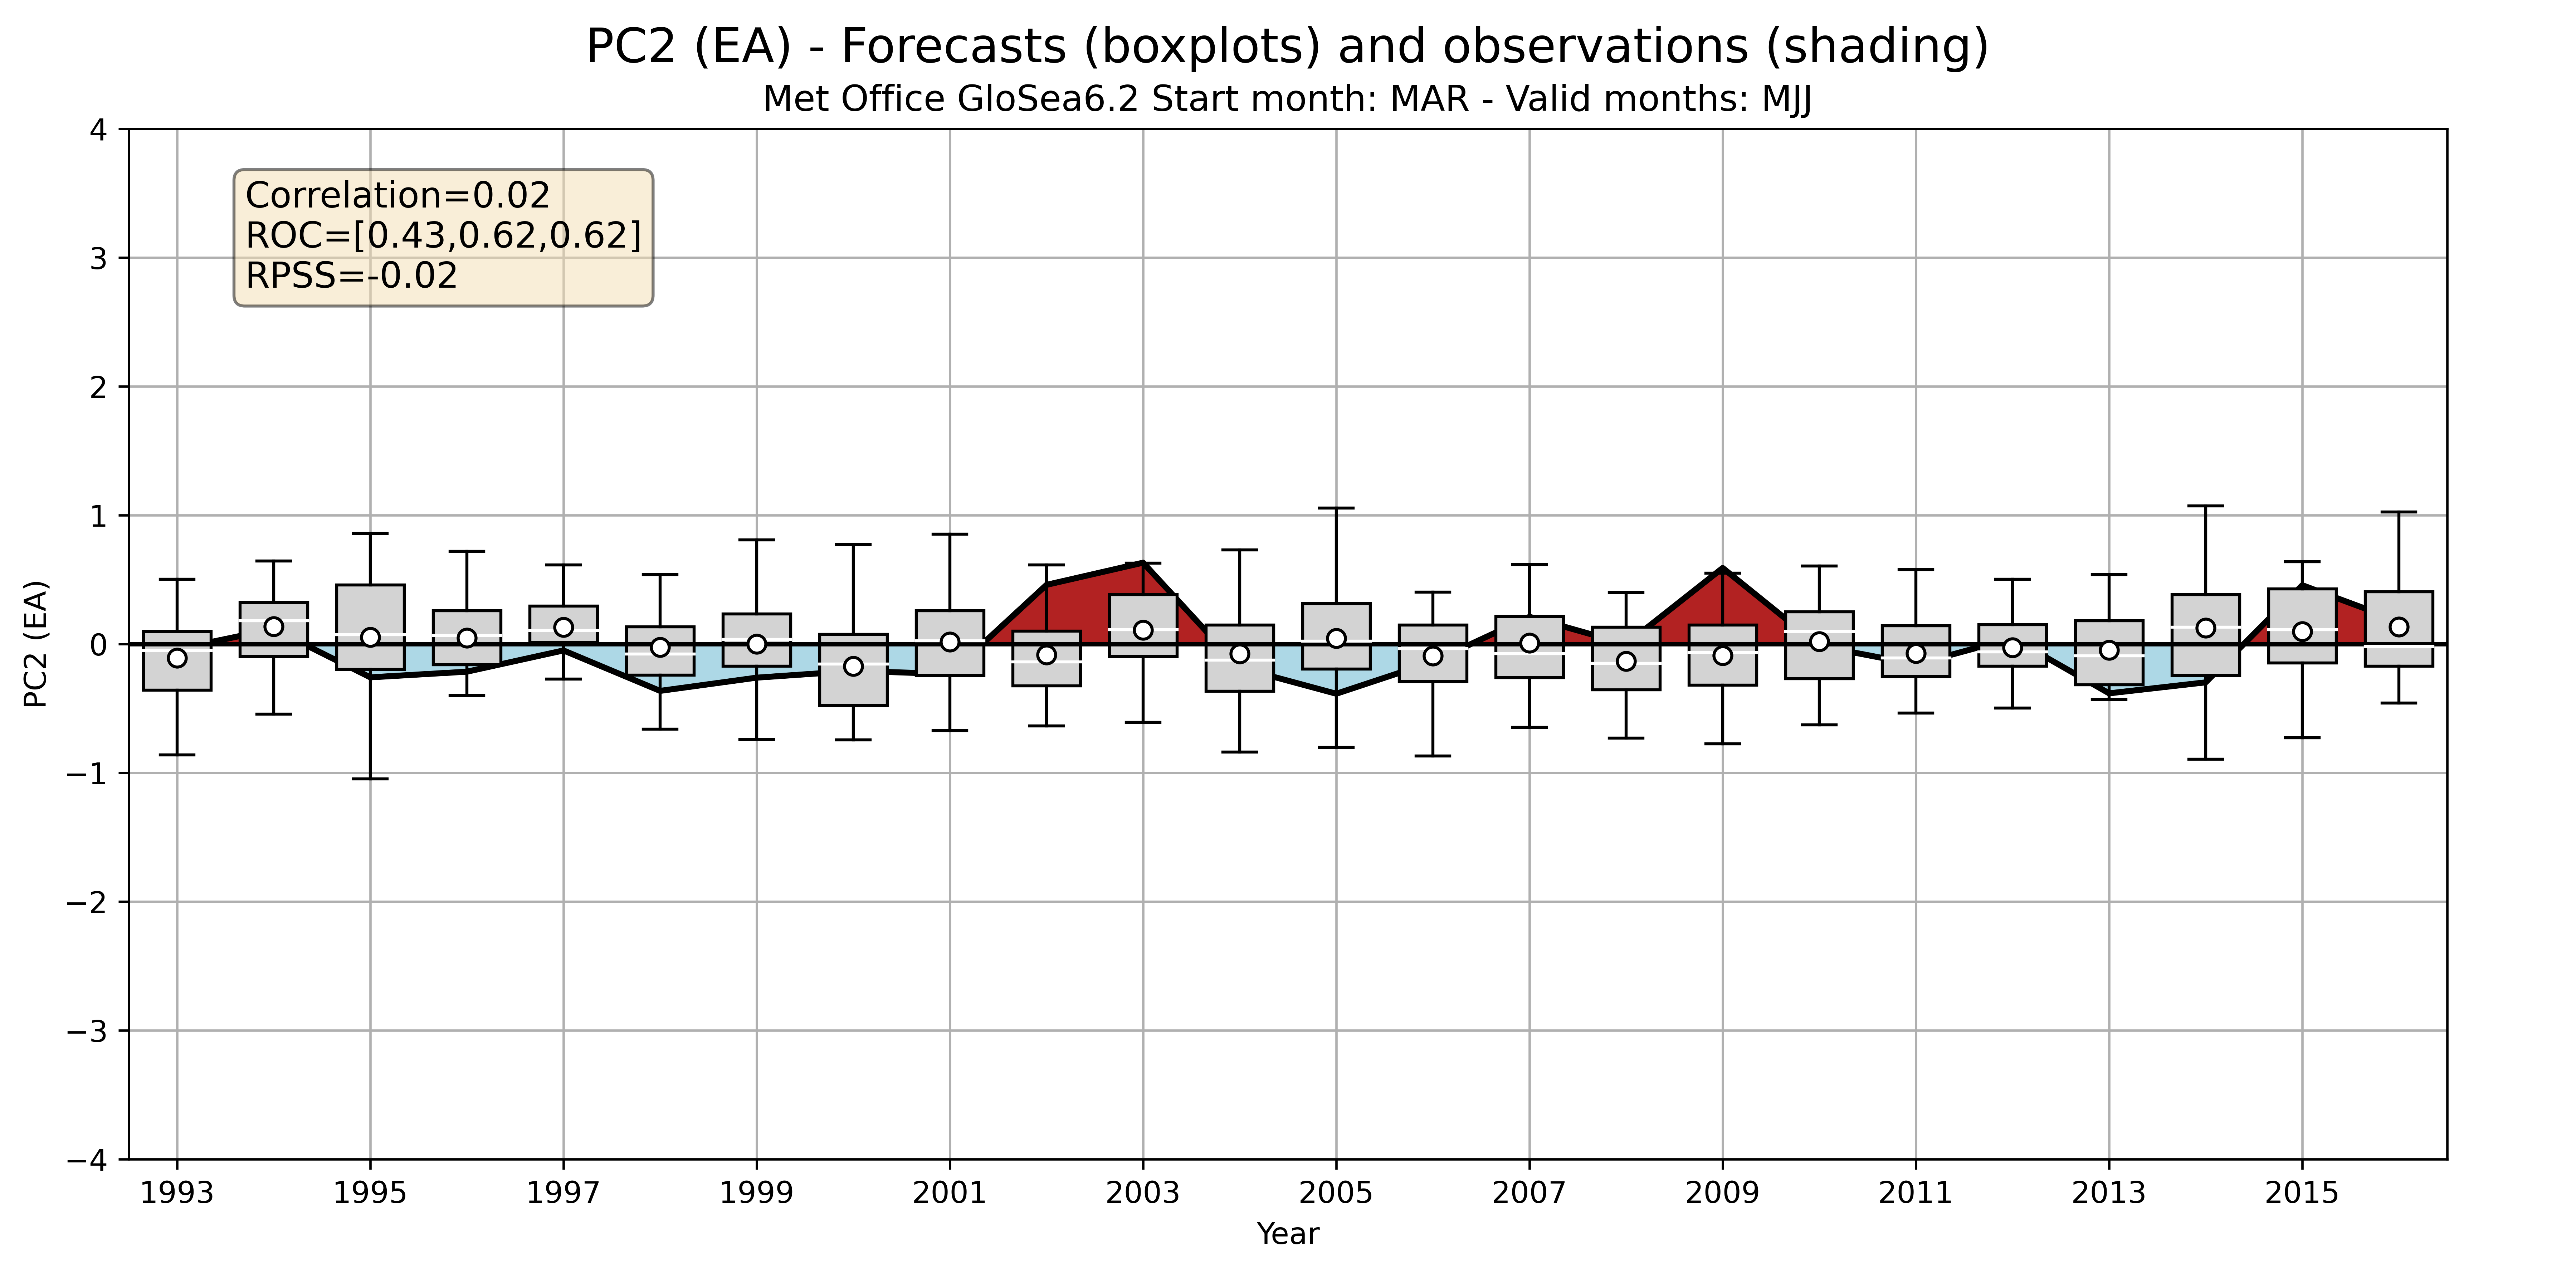 PC2 (EA) - Forecasts (boxplots) and observations (shading)
Met Office GloSea6.2 Start month: MAR - Valid months: MJJ
Correlation=0.02
ROC=[0.43,0.62,0.62]
RPSS=-0.02
PC2 (EA)
4
3
2
1
0
−1
−2
−3
−4
1993 1995 1997 1999 2001 2003 2005 2007 2009 2011 2013 2015
Year